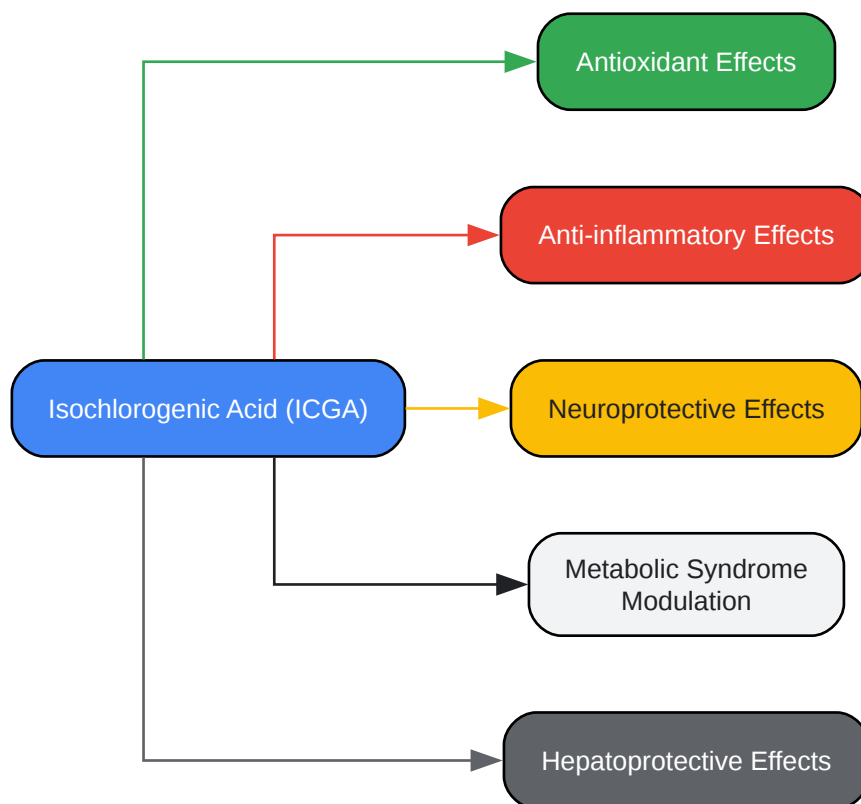 Antioxidant Effects
Anti-inflammatory Effects
Isochlorogenic Acid (ICGA)
Neuroprotective Effects
Metabolic Syndrome
Modulation
Hepatoprotective Effects